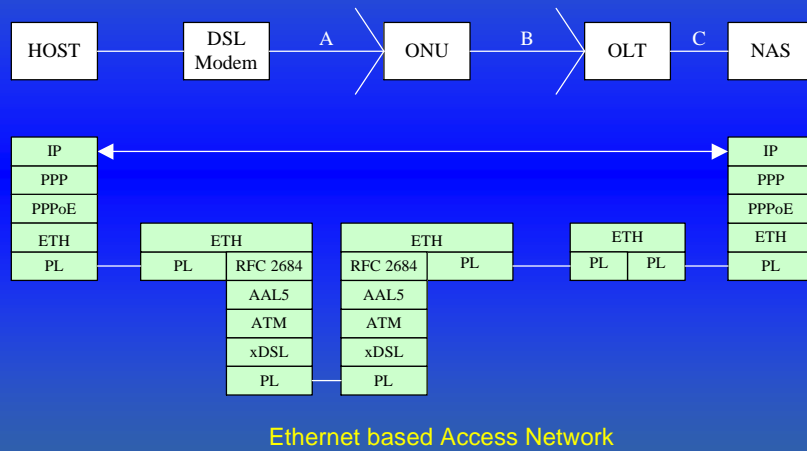 HOST DSL Modem A ONU B OLT C NAS
IP IP
PPP PPP
PPPoE PPPoE
ETH ETH ETH ETH ETH
PL PL RFC 2684 RFC 2684 PL PL PL PL
AAL5 AAL5
ATM ATM
xDSL xDSL
PL PL
Ethernet based Access Network